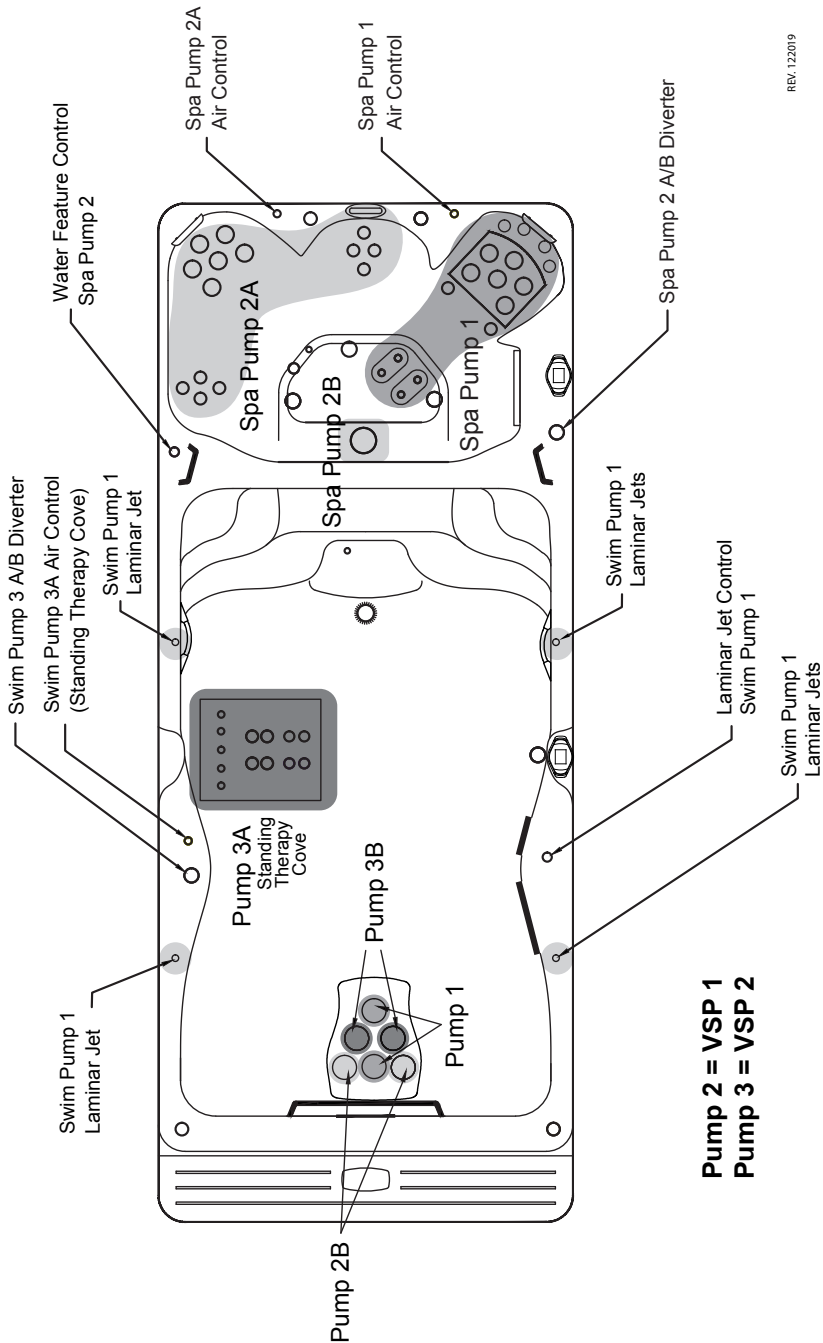 Swim Pump 3 A/B Diverter
Swim Pump 3A Air Control
(Standing Therapy Cove)
Swim Pump 1
Laminar Jet
Water Feature Control
Spa Pump 2
Spa Pump 2A
Air Control
Spa Pump 1
Air Control
Swim Pump 1
Laminar Jet
Spa Pump 2A
Spa Pump 2B
Spa Pump 1
Pump 3A
Standing
Therapy
Cove
Pump 3B
Pump 1
Pump 2B
Swim Pump 1
Laminar Jets
Spa Pump 2 A/B Diverter
Laminar Jet Control
Swim Pump 1
Swim Pump 1
Laminar Jets
Pump 2 = VSP 1
Pump 3 = VSP 2
REV. 122019